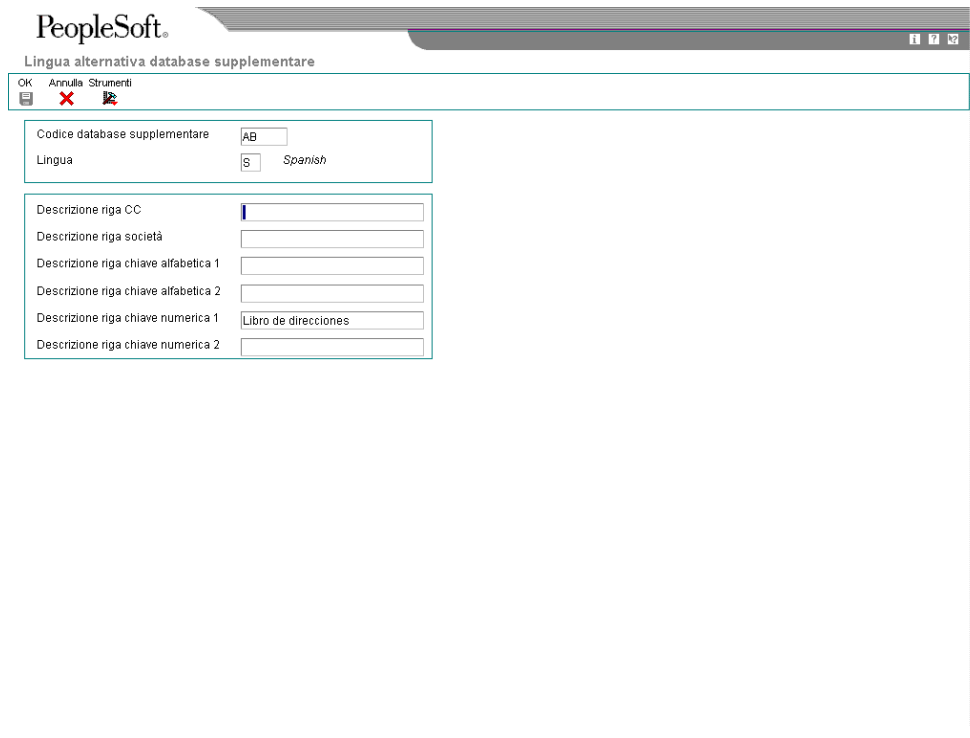 PeopleSoft®
i ? ?
Lingua alternativa database supplementare
OK Annulla Strumenti
Codice database supplementare AB
Lingua S Spanish
Descrizione riga CC
Descrizione riga società
Descrizione riga chiave alfabetica 1
Descrizione riga chiave alfabetica 2
Descrizione riga chiave numerica 1 Libro de direcciones
Descrizione riga chiave numerica 2